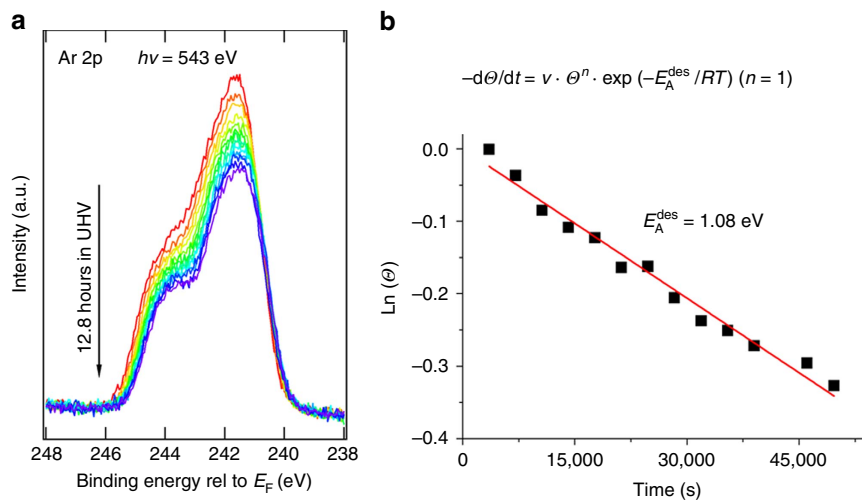 a
Ar 2p hν = 543 eV
Intensity (a.u.)
12.8 hours in UHV
248 246 244 242 240 238
Binding energy rel to E_F (eV)
b
−dΘ/dt = ν · Θ^n · exp (−E_A^des/RT) (n = 1)
E_A^des = 1.08 eV
Ln (Θ)
0.0
−0.1
−0.2
−0.3
−0.4
0 15,000 30,000 45,000
Time (s)